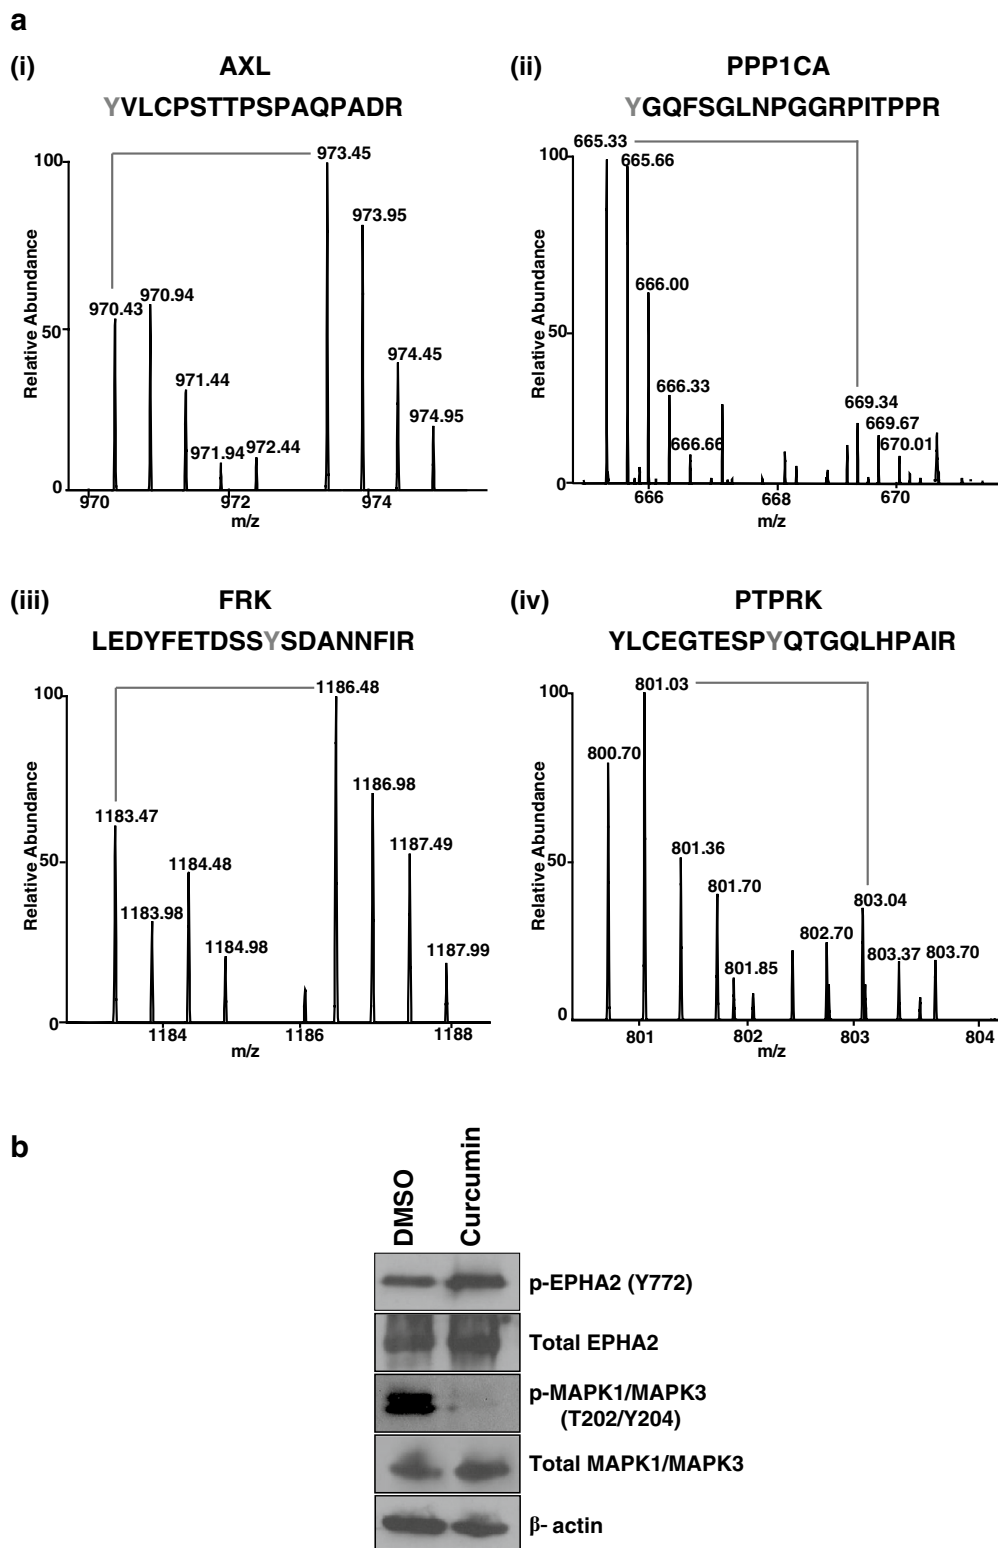 a
(i)
AXL
YVLCPSTTPSPAQPADR
Relative Abundance
100
50
0
970.43
970.94
971.44
971.94
972.44
973.45
973.95
974.45
974.95
970
972
974
m/z
(ii)
PPP1CA
YGQFSGLNPGGRPITPPR
Relative Abundance
100
50
0
665.33
665.66
666.00
666.33
666.66
669.34
669.67
670.01
666
668
670
m/z
(iii)
FRK
LEDYFETDSSYSDANNFIR
Relative Abundance
100
50
0
1183.47
1183.98
1184.48
1184.98
1186.48
1186.98
1187.49
1187.99
1184
1186
1188
m/z
(iv)
PTPRK
YLCEGTESPYQTGQLHPAIR
Relative Abundance
100
50
0
800.70
801.03
801.36
801.70
801.85
802.70
803.04
803.37
803.70
801
802
803
804
m/z
b
DMSO
Curcumin
p-EPHA2 (Y772)
Total EPHA2
p-MAPK1/MAPK3
(T202/Y204)
Total MAPK1/MAPK3
β- actin